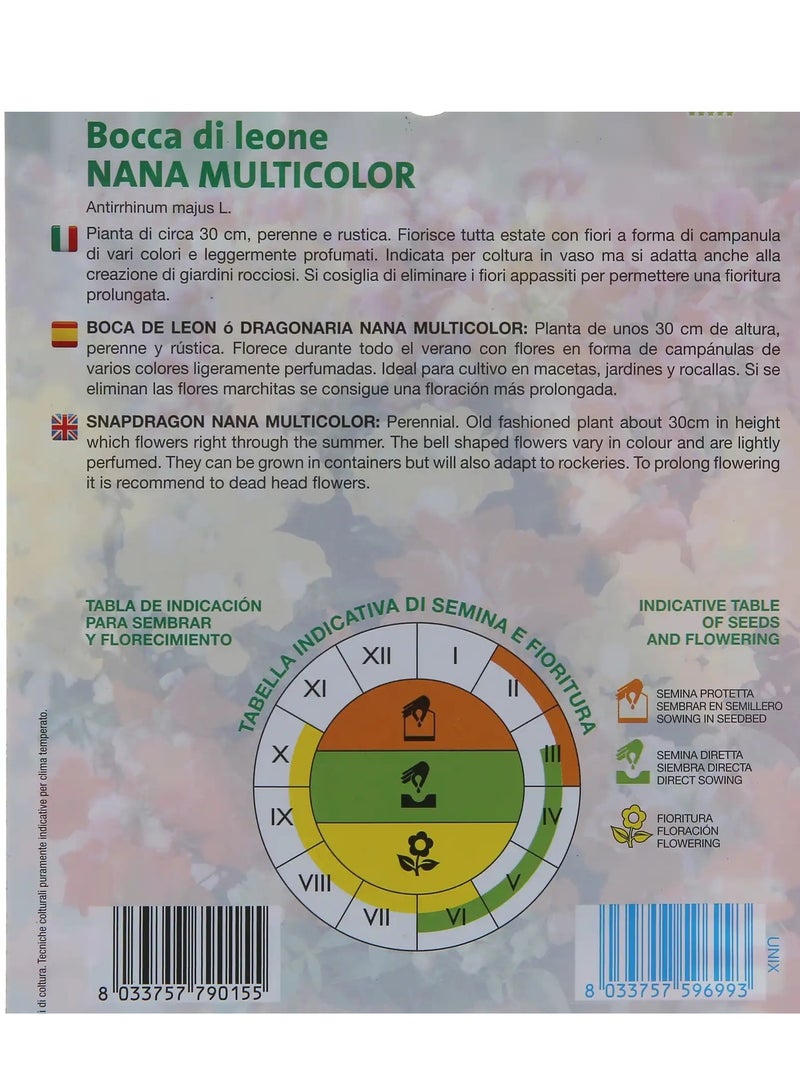 Bocca di leone
NANA MULTICOLOR
Antirrhinum majus L.
Pianta di circa 30 cm, perenne e rustica. Fiorisce tutta estate con fiori a forma di campanula
di vari colori e leggermente profumati. Indicata per coltura in vaso ma si adatta anche alla
creazione di giardini rocciosi. Si cosiglia di eliminare i fiori appassiti per permettere una fioritura
prolungata.
BOCA DE LEON ó DRAGONARIA NANA MULTICOLOR: Planta de unos 30 cm de altura,
perenne y rústica. Florece durante todo el verano con flores en forma de campánulas de
varios colores ligeramente perfumadas. Ideal para cultivo en macetas, jardines y rocallas. Si se
eliminan las flores marchitas se consigue una floración más prolongada.
SNAPDRAGON NANA MULTICOLOR: Perennial. Old fashioned plant about 30cm in height
which flowers right through the summer. The bell shaped flowers vary in colour and are lightly
perfumed. They can be grown in containers but will also adapt to rockeries. To prolong flowering
it is recommend to dead head flowers.
TABLA DE INDICACIÓN
PARA SEMBRAR
Y FLORECIMIENTO
TABELLA INDICATIVA DI SEMINA E FIORITURA
INDICATIVE TABLE
OF SEEDS
AND FLOWERING
I
II
III
IV
V
VI
VII
VIII
IX
X
XI
XII
SEMINA PROTETTA
SEMBRAR EN SEMILLERO
SOWING IN SEEDBED
SEMINA DIRETTA
SIEMBRA DIRECTA
DIRECT SOWING
FIORITURA
FLORACIÓN
FLOWERING
i di coltura. Tecniche colturali puramente indicative per clima temperato.
8 033757 790155
8 033757 596993
UNIX